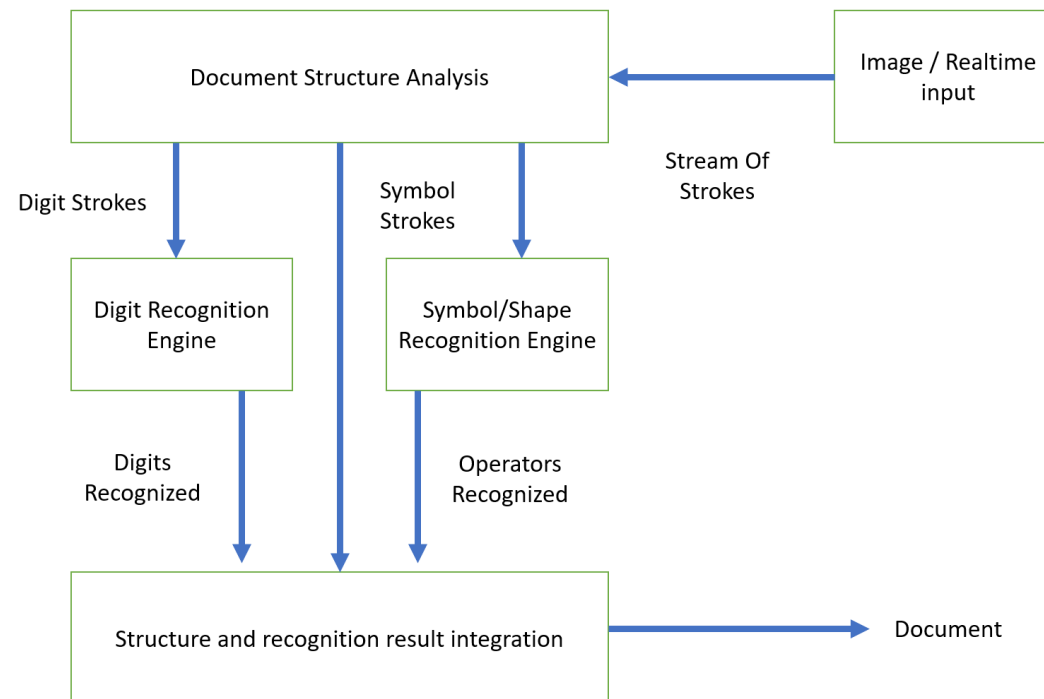 Document Structure Analysis
Image / Realtime
input
Stream Of
Strokes
Digit Strokes
Symbol
Strokes
Digit Recognition
Engine
Symbol/Shape
Recognition Engine
Digits
Recognized
Operators
Recognized
Structure and recognition result integration
Document